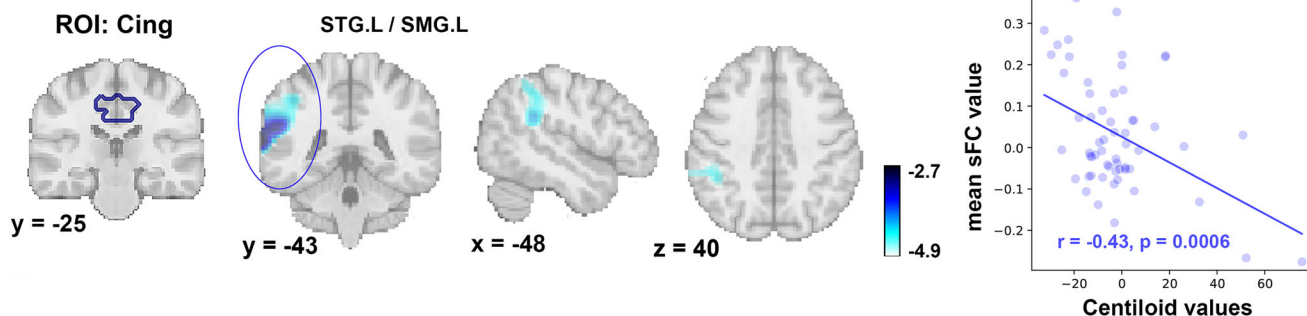 ROI: Cing
STG.L / SMG.L
y = -25
y = -43
x = -48
z = 40
-2.7
-4.9
mean sFC value
0.3
0.2
0.1
0.0
−0.1
−0.2
r = -0.43, p = 0.0006
−20 0 20 40 60
Centiloid values